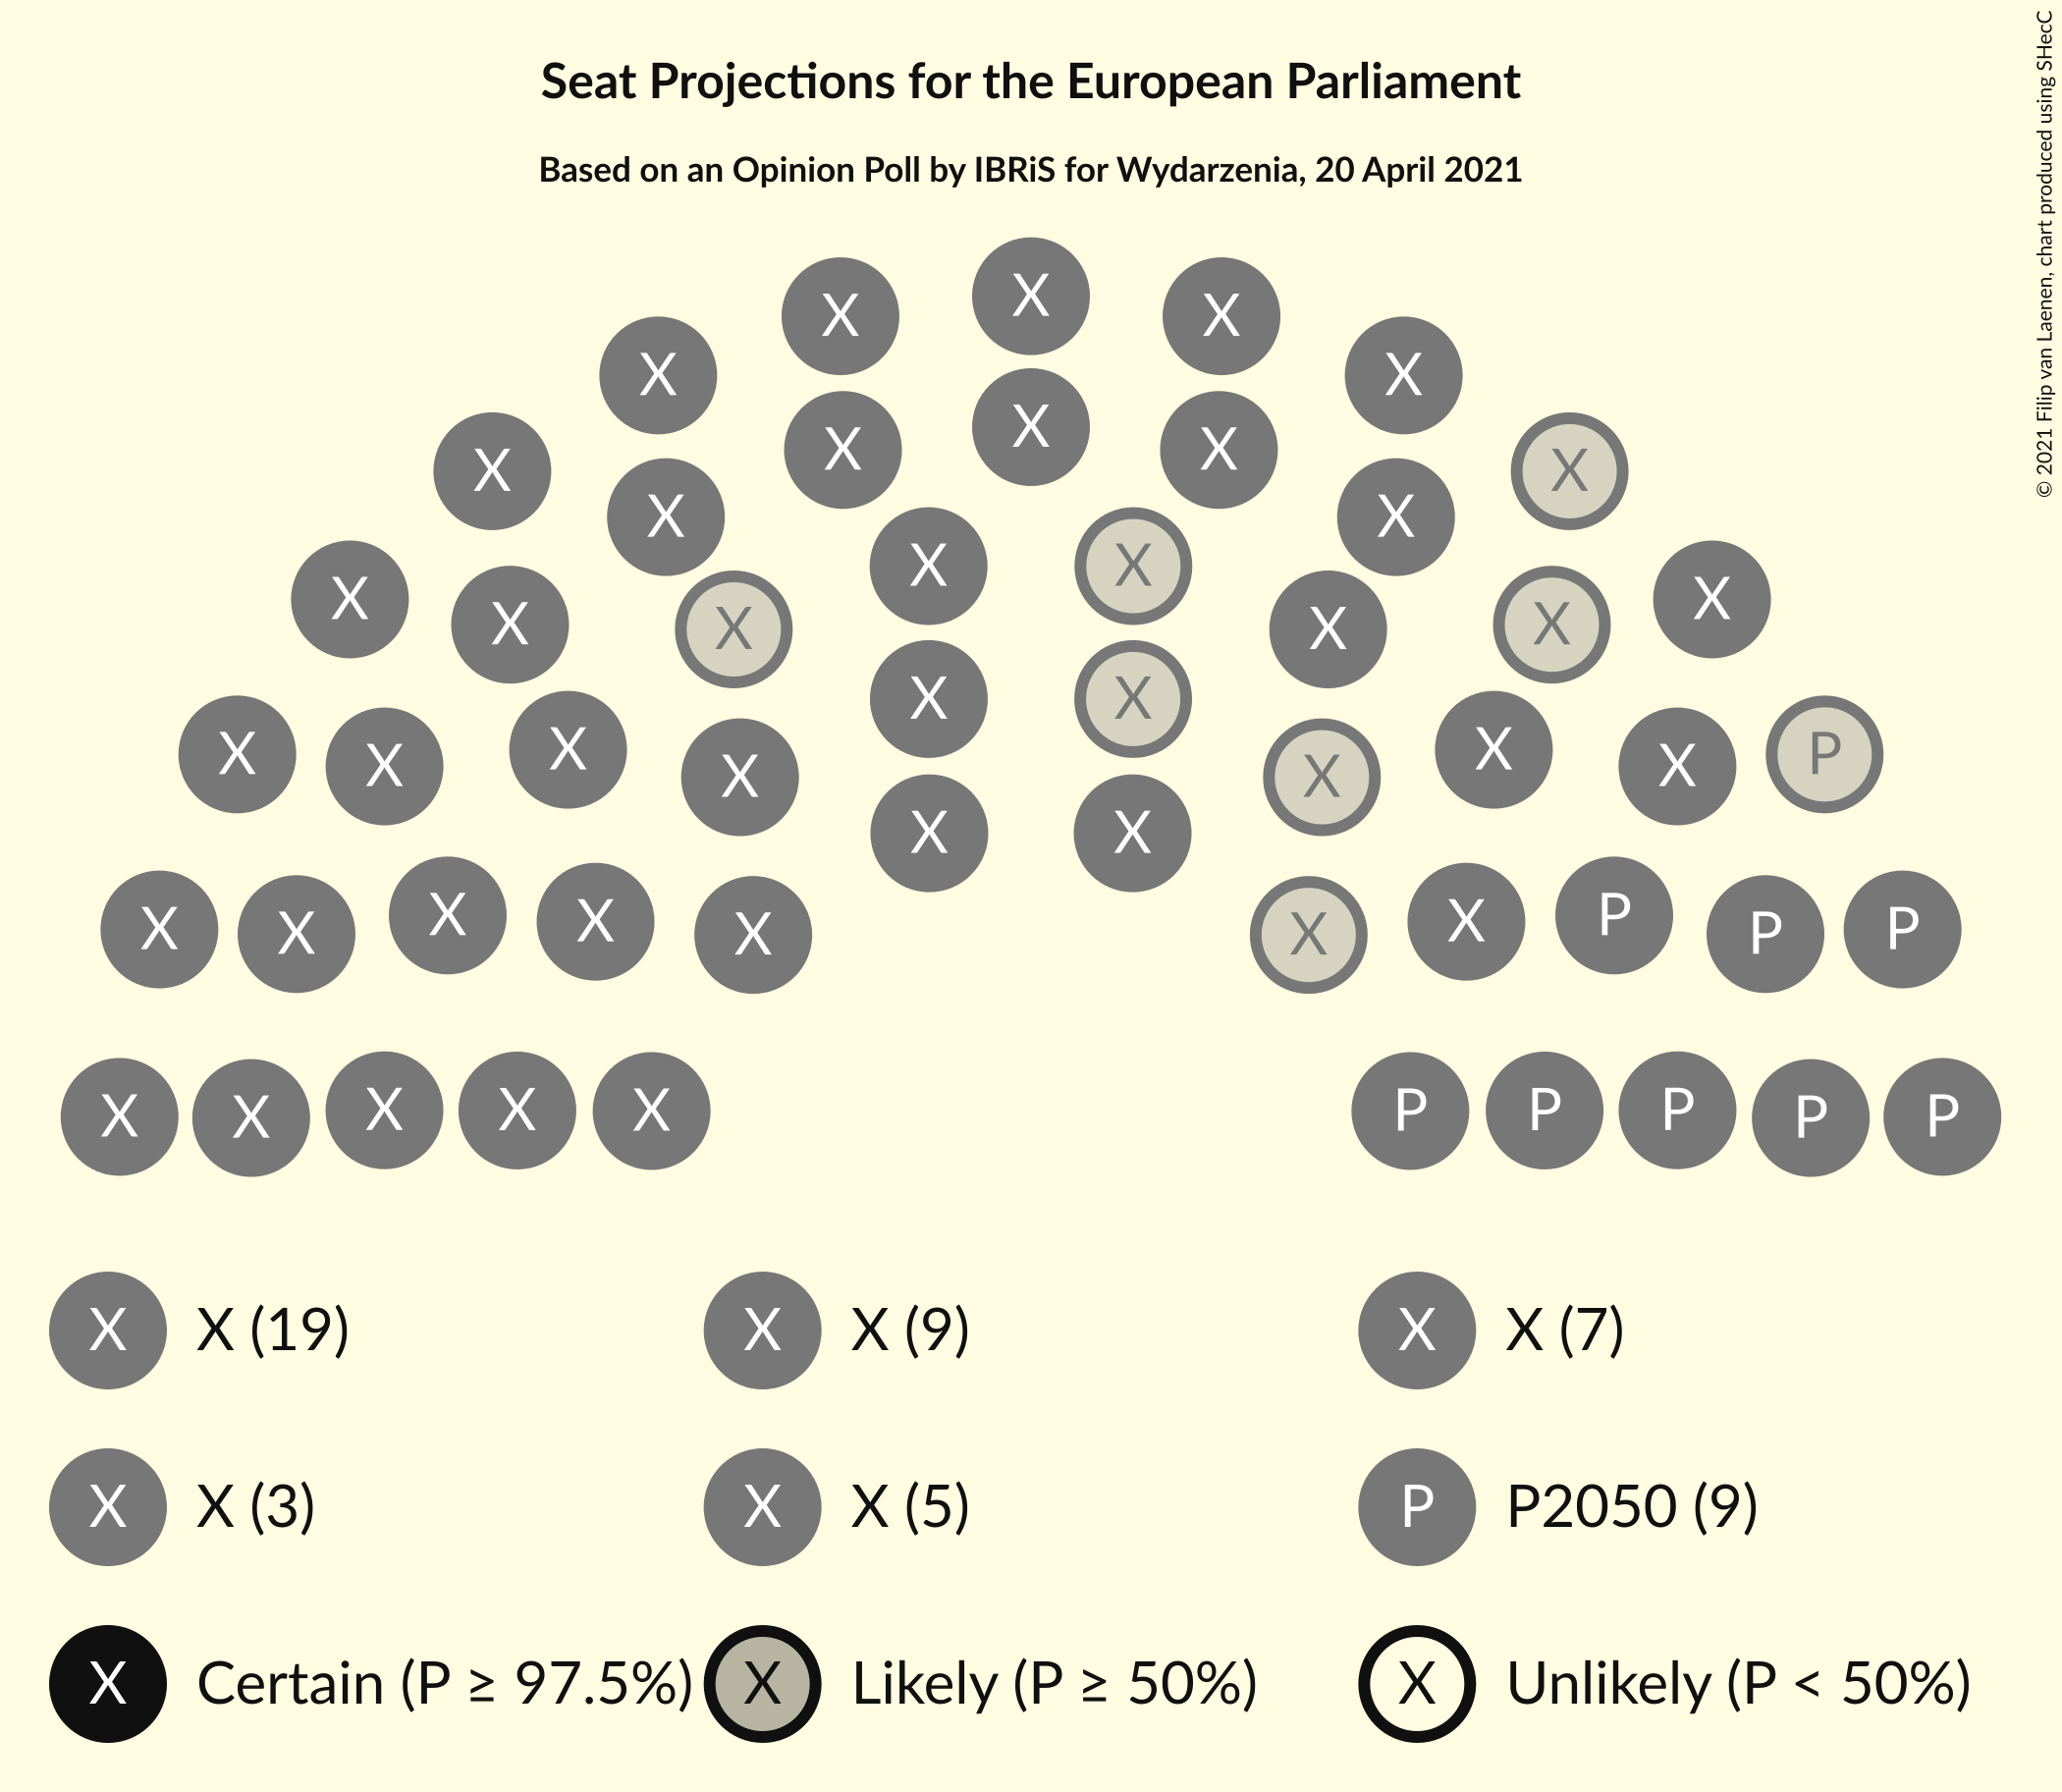 Seat Projections for the European Parliament
Based on an Opinion Poll by IBRiS for Wydarzenia, 20 April 2021
© 2021 Filip van Laenen, chart produced using SHecC
X
X X
X X
X
X X
X X
X X
X X
X X
X X
X X
X X
X X
X P
X X
X X
X X
X X X X X X X P P P
X X X X X P P P P P
X X (19) X X (9) X X (7)
X X (3) X X (5) P P2050 (9)
X Certain (P ≥ 97.5%) X Likely (P ≥ 50%) X Unlikely (P < 50%)